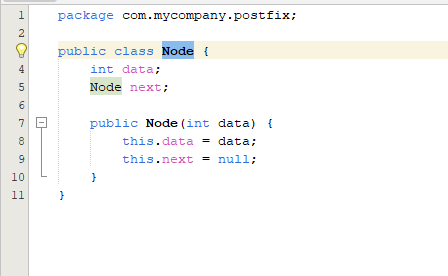 1 package com.mycompany.postfix;
2
public class Node {
4 int data;
5 Node next;
6
7 public Node(int data) {
8 this.data = data;
9 this.next = null;
10 }
11 }